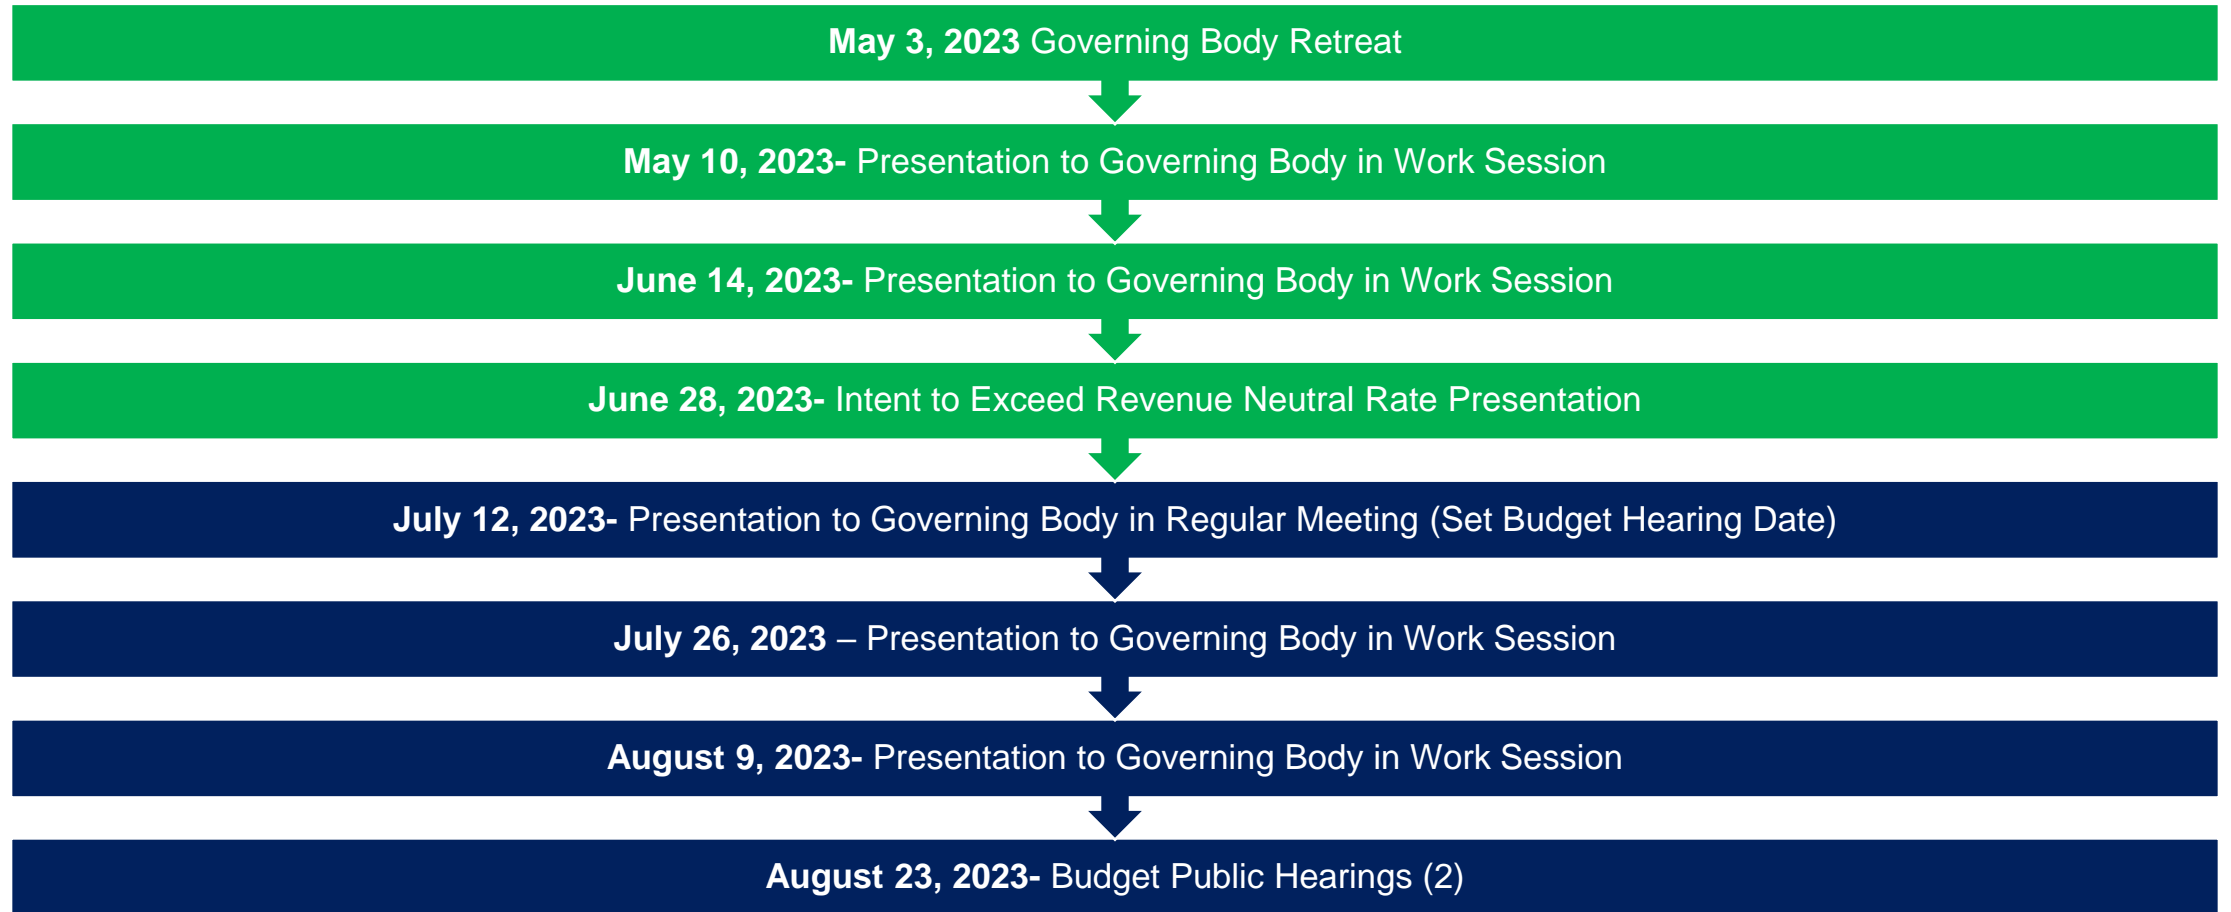 May 3, 2023 Governing Body Retreat
May 10, 2023- Presentation to Governing Body in Work Session
June 14, 2023- Presentation to Governing Body in Work Session
June 28, 2023- Intent to Exceed Revenue Neutral Rate Presentation
July 12, 2023- Presentation to Governing Body in Regular Meeting (Set Budget Hearing Date)
July 26, 2023 – Presentation to Governing Body in Work Session
August 9, 2023- Presentation to Governing Body in Work Session
August 23, 2023- Budget Public Hearings (2)